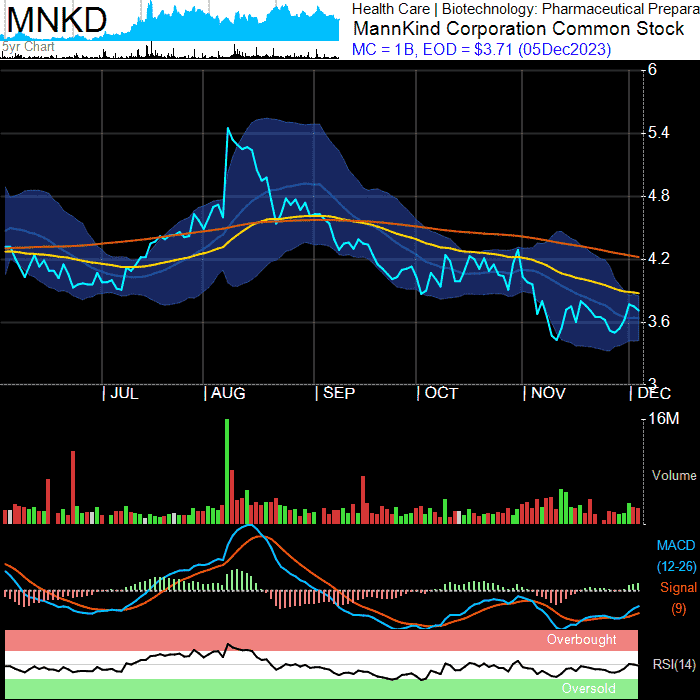 MNKD
5yr Chart
Health Care | Biotechnology: Pharmaceutical Prepara
MannKind Corporation Common Stock
MC = 1B, EOD = $3.71 (05Dec2023)
6
5.4
4.8
4.2
3.6
3
JUL
AUG
SEP
OCT
NOV
DEC
16M
Volume
MACD
(12-26)
Signal
(9)
Overbought
RSI(14)
Oversold